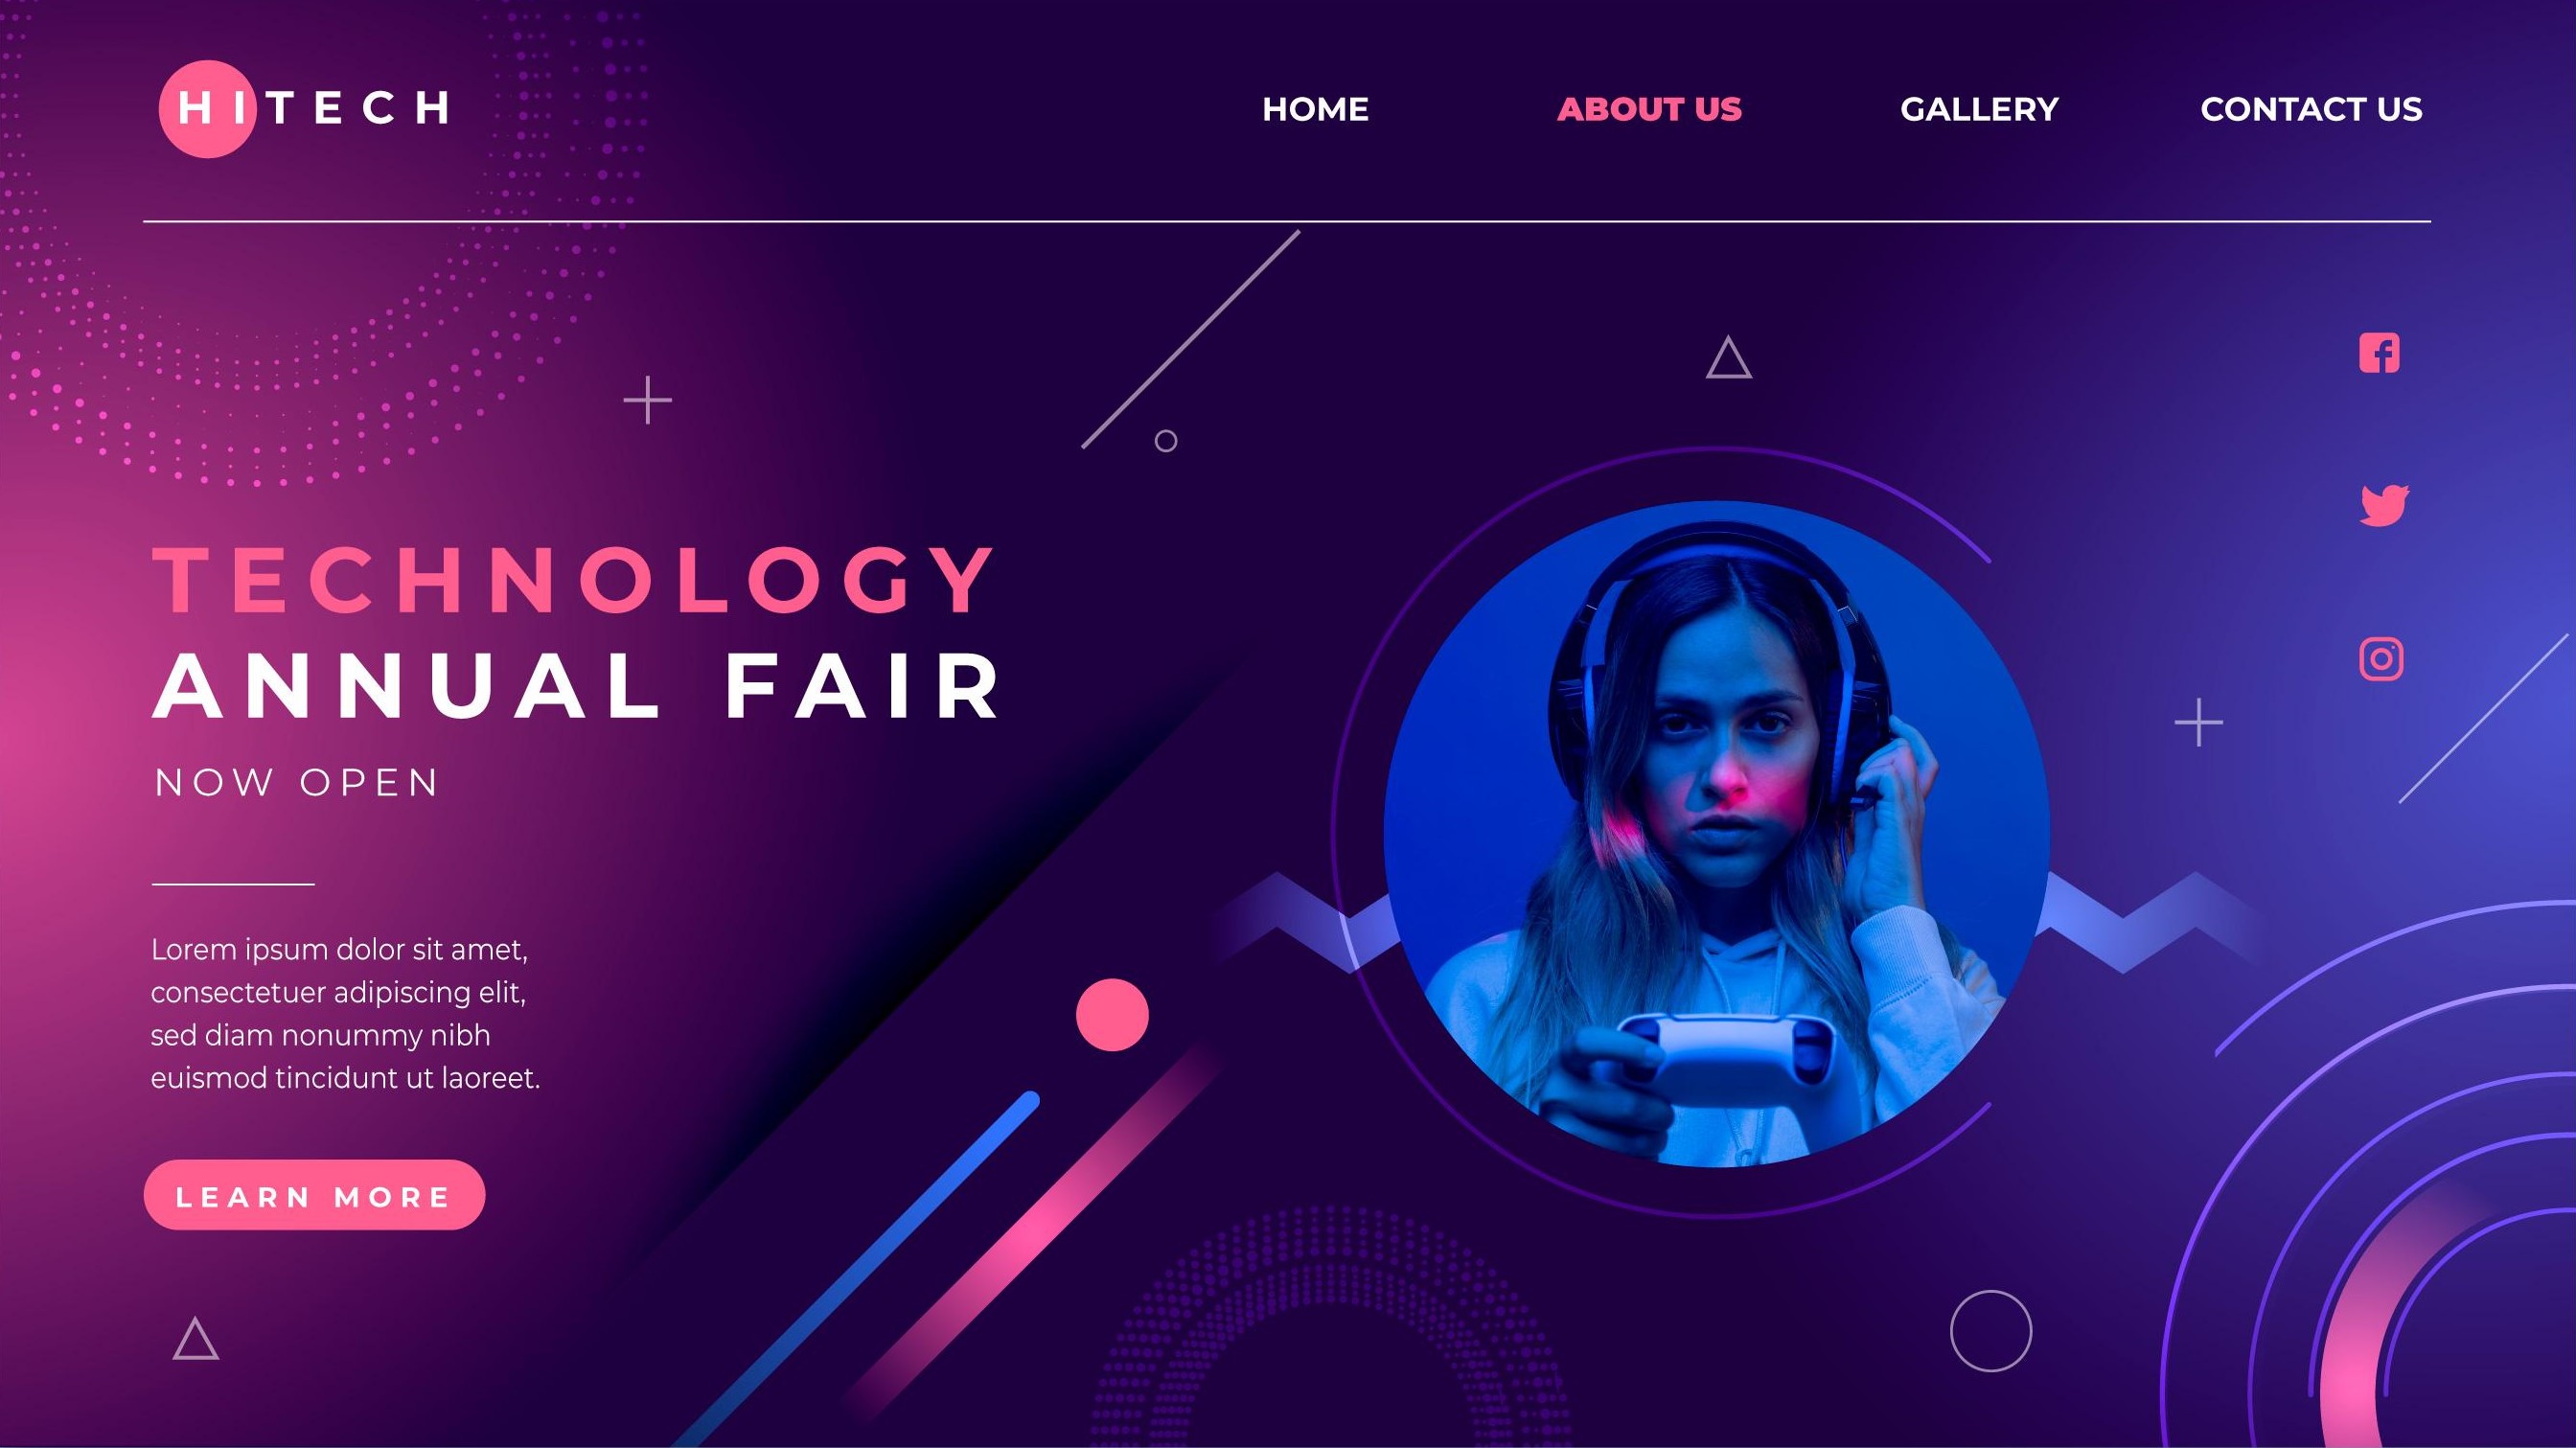 HITECH
HOME
ABOUT US
GALLERY
CONTACT US
TECHNOLOGY
ANNUAL FAIR
NOW OPEN
Lorem ipsum dolor sit amet,
consectetuer adipiscing elit,
sed diam nonummy nibh
euismod tincidunt ut laoreet.
LEARN MORE